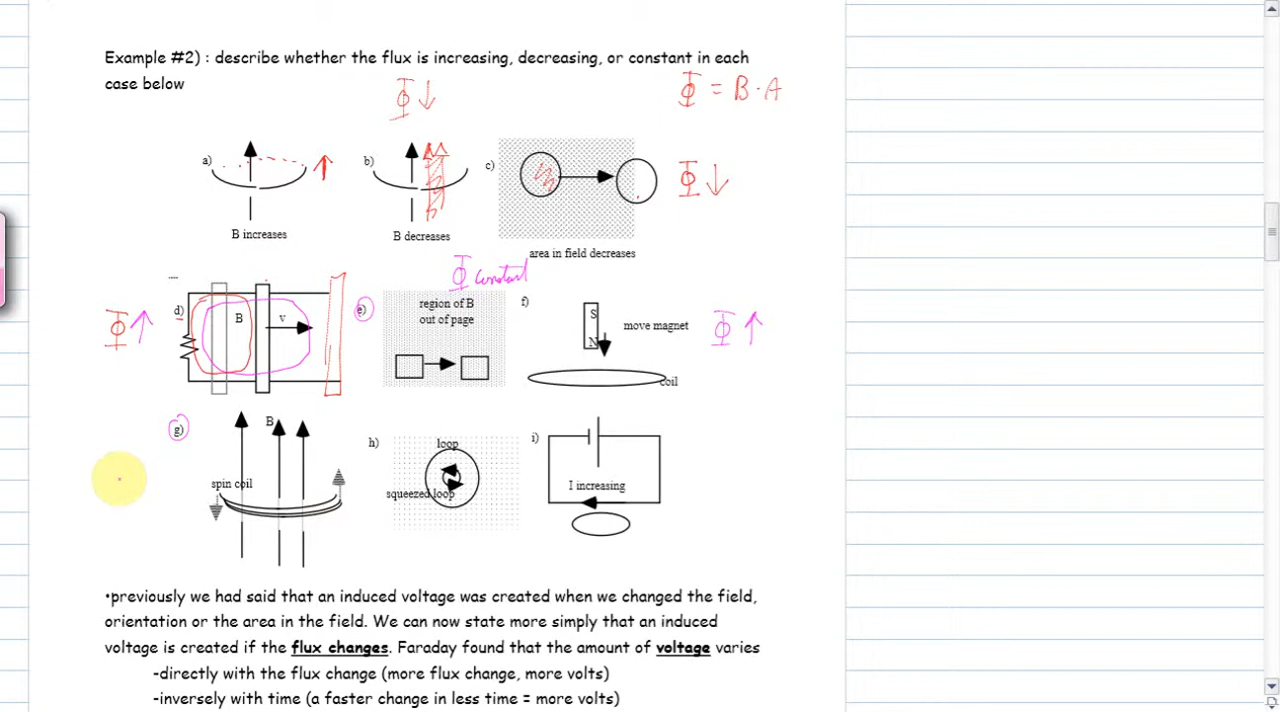 Example #2) : describe whether the flux is increasing, decreasing, or constant in each
case below
Φ↓
Φ = B · A
a)
↑
b)
c)
Φ↓
B increases
B decreases
area in field decreases
Φ constant
d)
B
v
Φ↑
e)
region of B
out of page
f)
S
N
move magnet
coil
Φ↑
g)
B
spin coil
h)
loop
squeezed loop
i)
I increasing
•previously we had said that an induced voltage was created when we changed the field,
orientation or the area in the field. We can now state more simply that an induced
voltage is created if the flux changes. Faraday found that the amount of voltage varies
-directly with the flux change (more flux change, more volts)
-inversely with time (a faster change in less time = more volts)